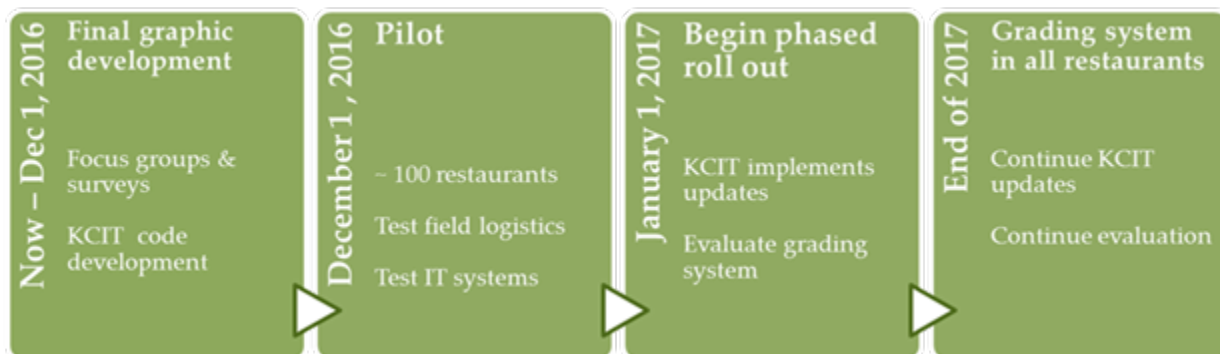 Now – Dec 1, 2016
Final graphic
development
Focus groups &
surveys
KCIT code
development
December 1 , 2016
Pilot
~ 100 restaurants
Test field logistics
Test IT systems
January 1, 2017
Begin phased
roll out
KCIT implements
updates
Evaluate grading
system
End of 2017
Grading system
in all restaurants
Continue KCIT
updates
Continue evaluation